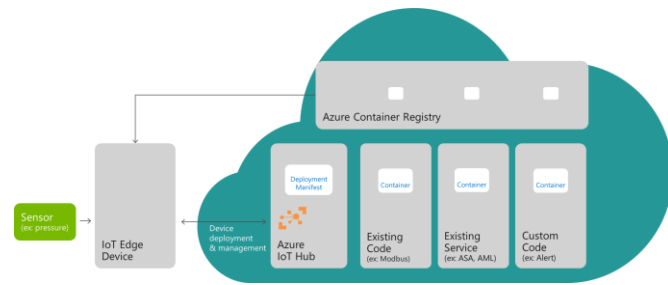 Azure Container Registry
Deployment
Manifest
Container
Container
Container
Sensor
(ex: pressure)
IoT Edge
Device
Device
deployment
& management
Azure
IoT Hub
Existing
Code
(ex: Modbus)
Existing
Service
(ex: ASA, AML)
Custom
Code
(ex: Alert)